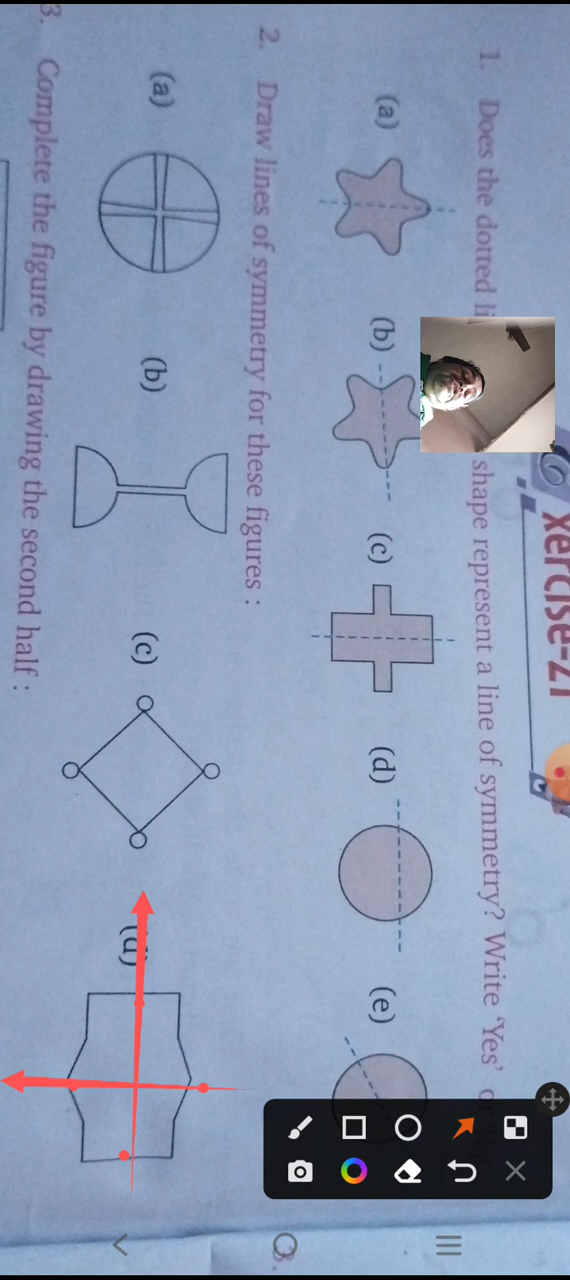 xercise-21
1. Does the dotted shape represent a line of symmetry? Write 'Yes'
(a) (b) (c) (d) (e)
2. Draw lines of symmetry for these figures :
(a) (b) (c) (d)
3. Complete the figure by drawing the second half :